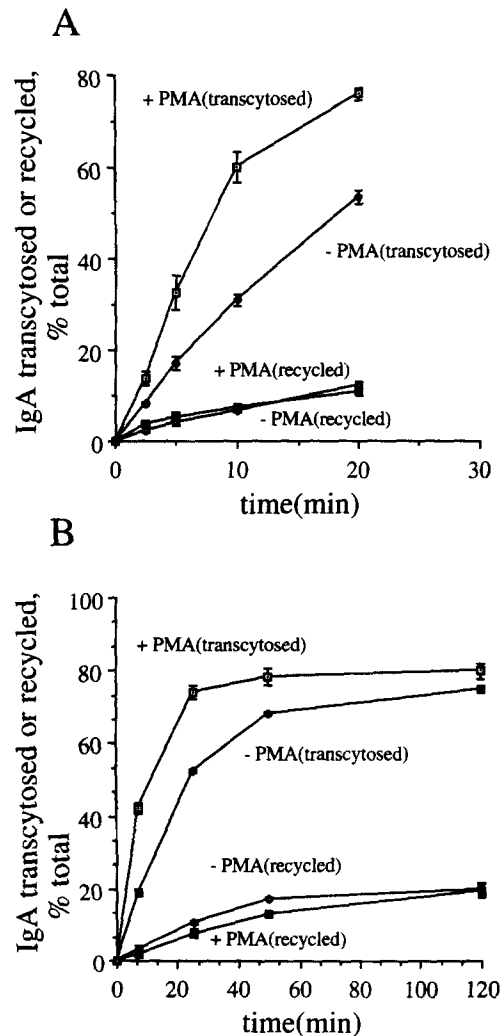 A
IgA transcytosed or recycled,
% total
80
60
40
20
0
+ PMA(transcytosed)
- PMA(transcytosed)
+ PMA(recycled)
- PMA(recycled)
0 10 20 30
time(min)
B
IgA transcytosed or recycled,
% total
100
80
60
40
20
0
+ PMA(transcytosed)
- PMA(transcytosed)
- PMA(recycled)
+ PMA(recycled)
0 20 40 60 80 100 120
time(min)